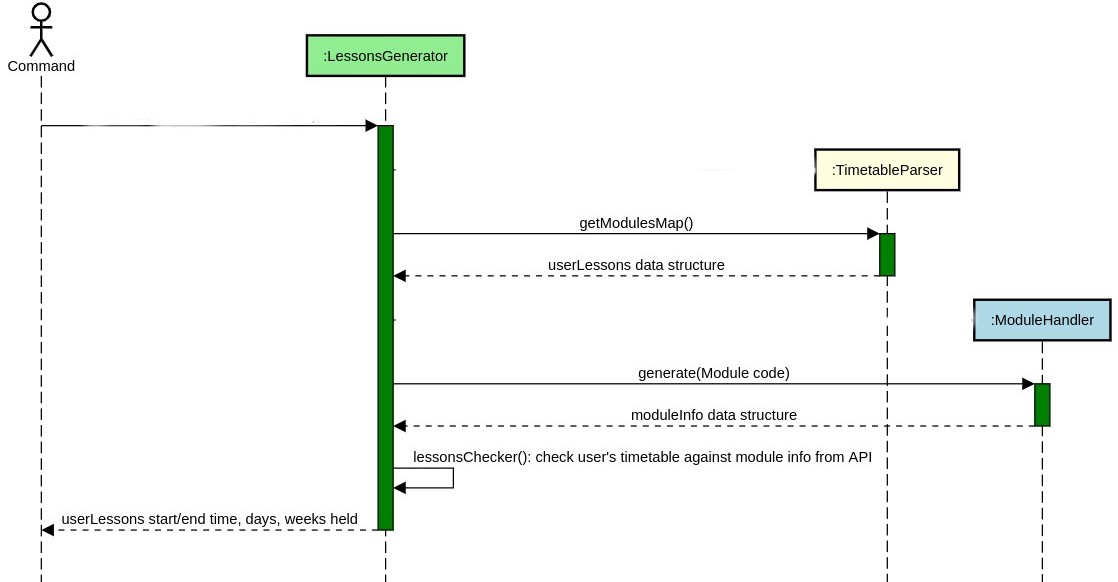 Command
:LessonsGenerator
:TimetableParser
getModulesMap()
userLessons data structure
:ModuleHandler
generate(Module code)
moduleInfo data structure
lessonsChecker(): check user's timetable against module info from API
userLessons start/end time, days, weeks held